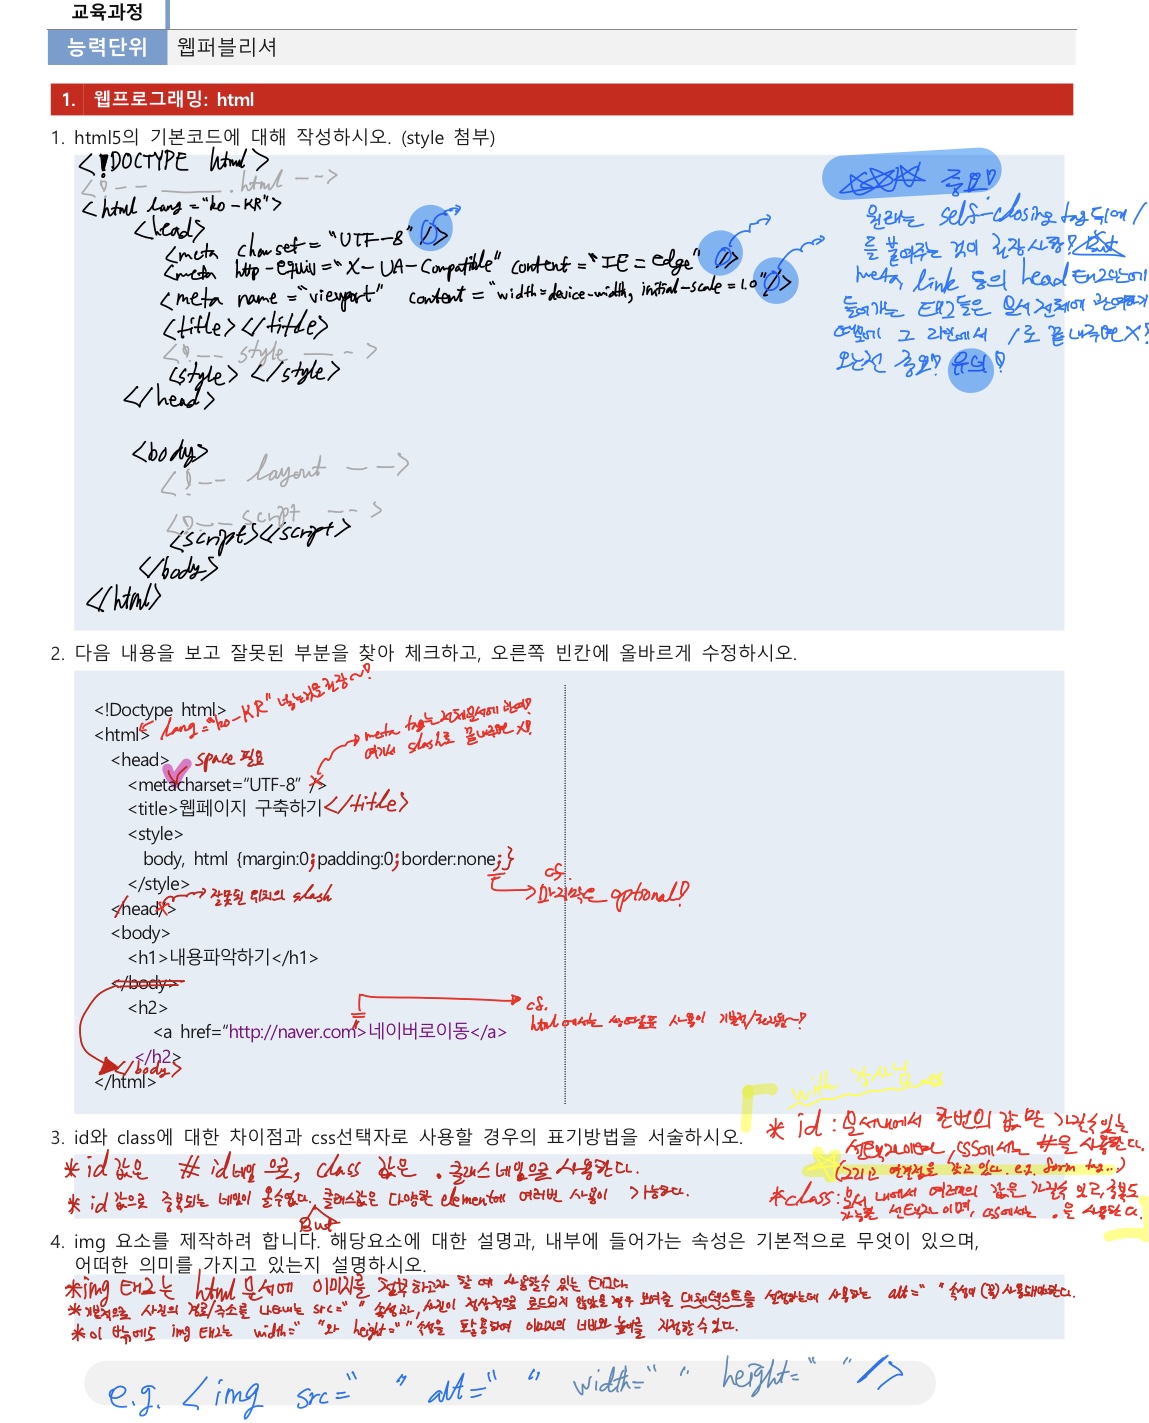 교육과정
능력단위 웹퍼블리셔
1. 웹프로그래밍: html
1. html5의 기본코드에 대해 작성하시오. (style 첨부)
<!DOCTYPE html>
<!-- ______.html -->
<html lang="ko-KR">
<head>
<meta charset="UTF-8" />
<meta http-equiv="X-UA-Compatible" content="IE=edge" />
<meta name="viewport" content="width=device-width, initial-scale=1.0" />
<title></title>
<!-- style -- -->
<style> </style>
</head>
<body>
<!-- layout -- -->
<!-- script -- -->
<script></script>
</body>
</html>
중요!
원래는 self-closing tag 뒤에 /
를 붙여주는 것이 권장사항! But
meta, link 등의 head 태그안에
들어가는 태그들은 문서전체에 관여하기
때문에 그 라인에서 /로 끝내주면 X!
완전 중요! 유의!
2. 다음 내용을 보고 잘못된 부분을 찾아 체크하고, 오른쪽 빈칸에 올바르게 수정하시오.
<!Doctype html>
<html> lang="ko-KR" 넣는것을 권장~!
<head> space 필요
meta tag는 전체문서에 관여!
여기서 slash로 끝내주면 X!
<metacharset="UTF-8" />
<title>웹페이지 구축하기 </title>
<style>
body, html {margin:0;padding:0;border:none;}
cf.
마지막은 optional!
</style>
</head/> 잘못된 위치의 slash
<body>
<h1>내용파악하기</h1>
</body>
<h2>
cf.
html에서는 쌍따옴표 사용이 기본적/권장됨~!
<a href="http://naver.com">네이버로이동</a>
</h2>
</body>
</html>
with 강사님
3. id와 class에 대한 차이점과 css선택자로 사용할 경우의 표기방법을 서술하시오.
* id 값은 # id네임 으로, class 값은 . 클래스네임으로 사용한다.
* id 값으로 중복되는 네임이 올수없다. But 클래스값은 다양한 element에 여러번 사용이 가능하다.
* id : 문서내에서 한번의 값만 가질수있는
선택자이며, css에서는 #을 사용한다.
(그리고 연결점을 갖고 있다. e.g. form tag...)
* class : 문서 내에서 여러개의 값을 가질수 있고, 중복도
가능한 선택자 이며, css에서는 .을 사용한다.
4. img 요소를 제작하려 합니다. 해당요소에 대한 설명과, 내부에 들어가는 속성은 기본적으로 무엇이 있으며,
어떠한 의미를 가지고 있는지 설명하시오.
* img 태그는 html 문서에 이미지를 첨부하고자 할 때 사용할수 있는 태그다.
* 기본적으로 사진의 경로/주소를 나타내는 src=" " 속성과, 사진이 정상적으로 로드되지 않았을 경우 보여줄 대체텍스트를 설정하는데 사용하는 alt=" " 속성이 (꼭) 사용돼야한다.
* 이 밖에도 img 태그는 width=" "와 height=" " 속성을 활용하여 이미지의 너비와 높이를 지정할수있다.
e.g. <img src=" " alt=" " width=" " height=" " />